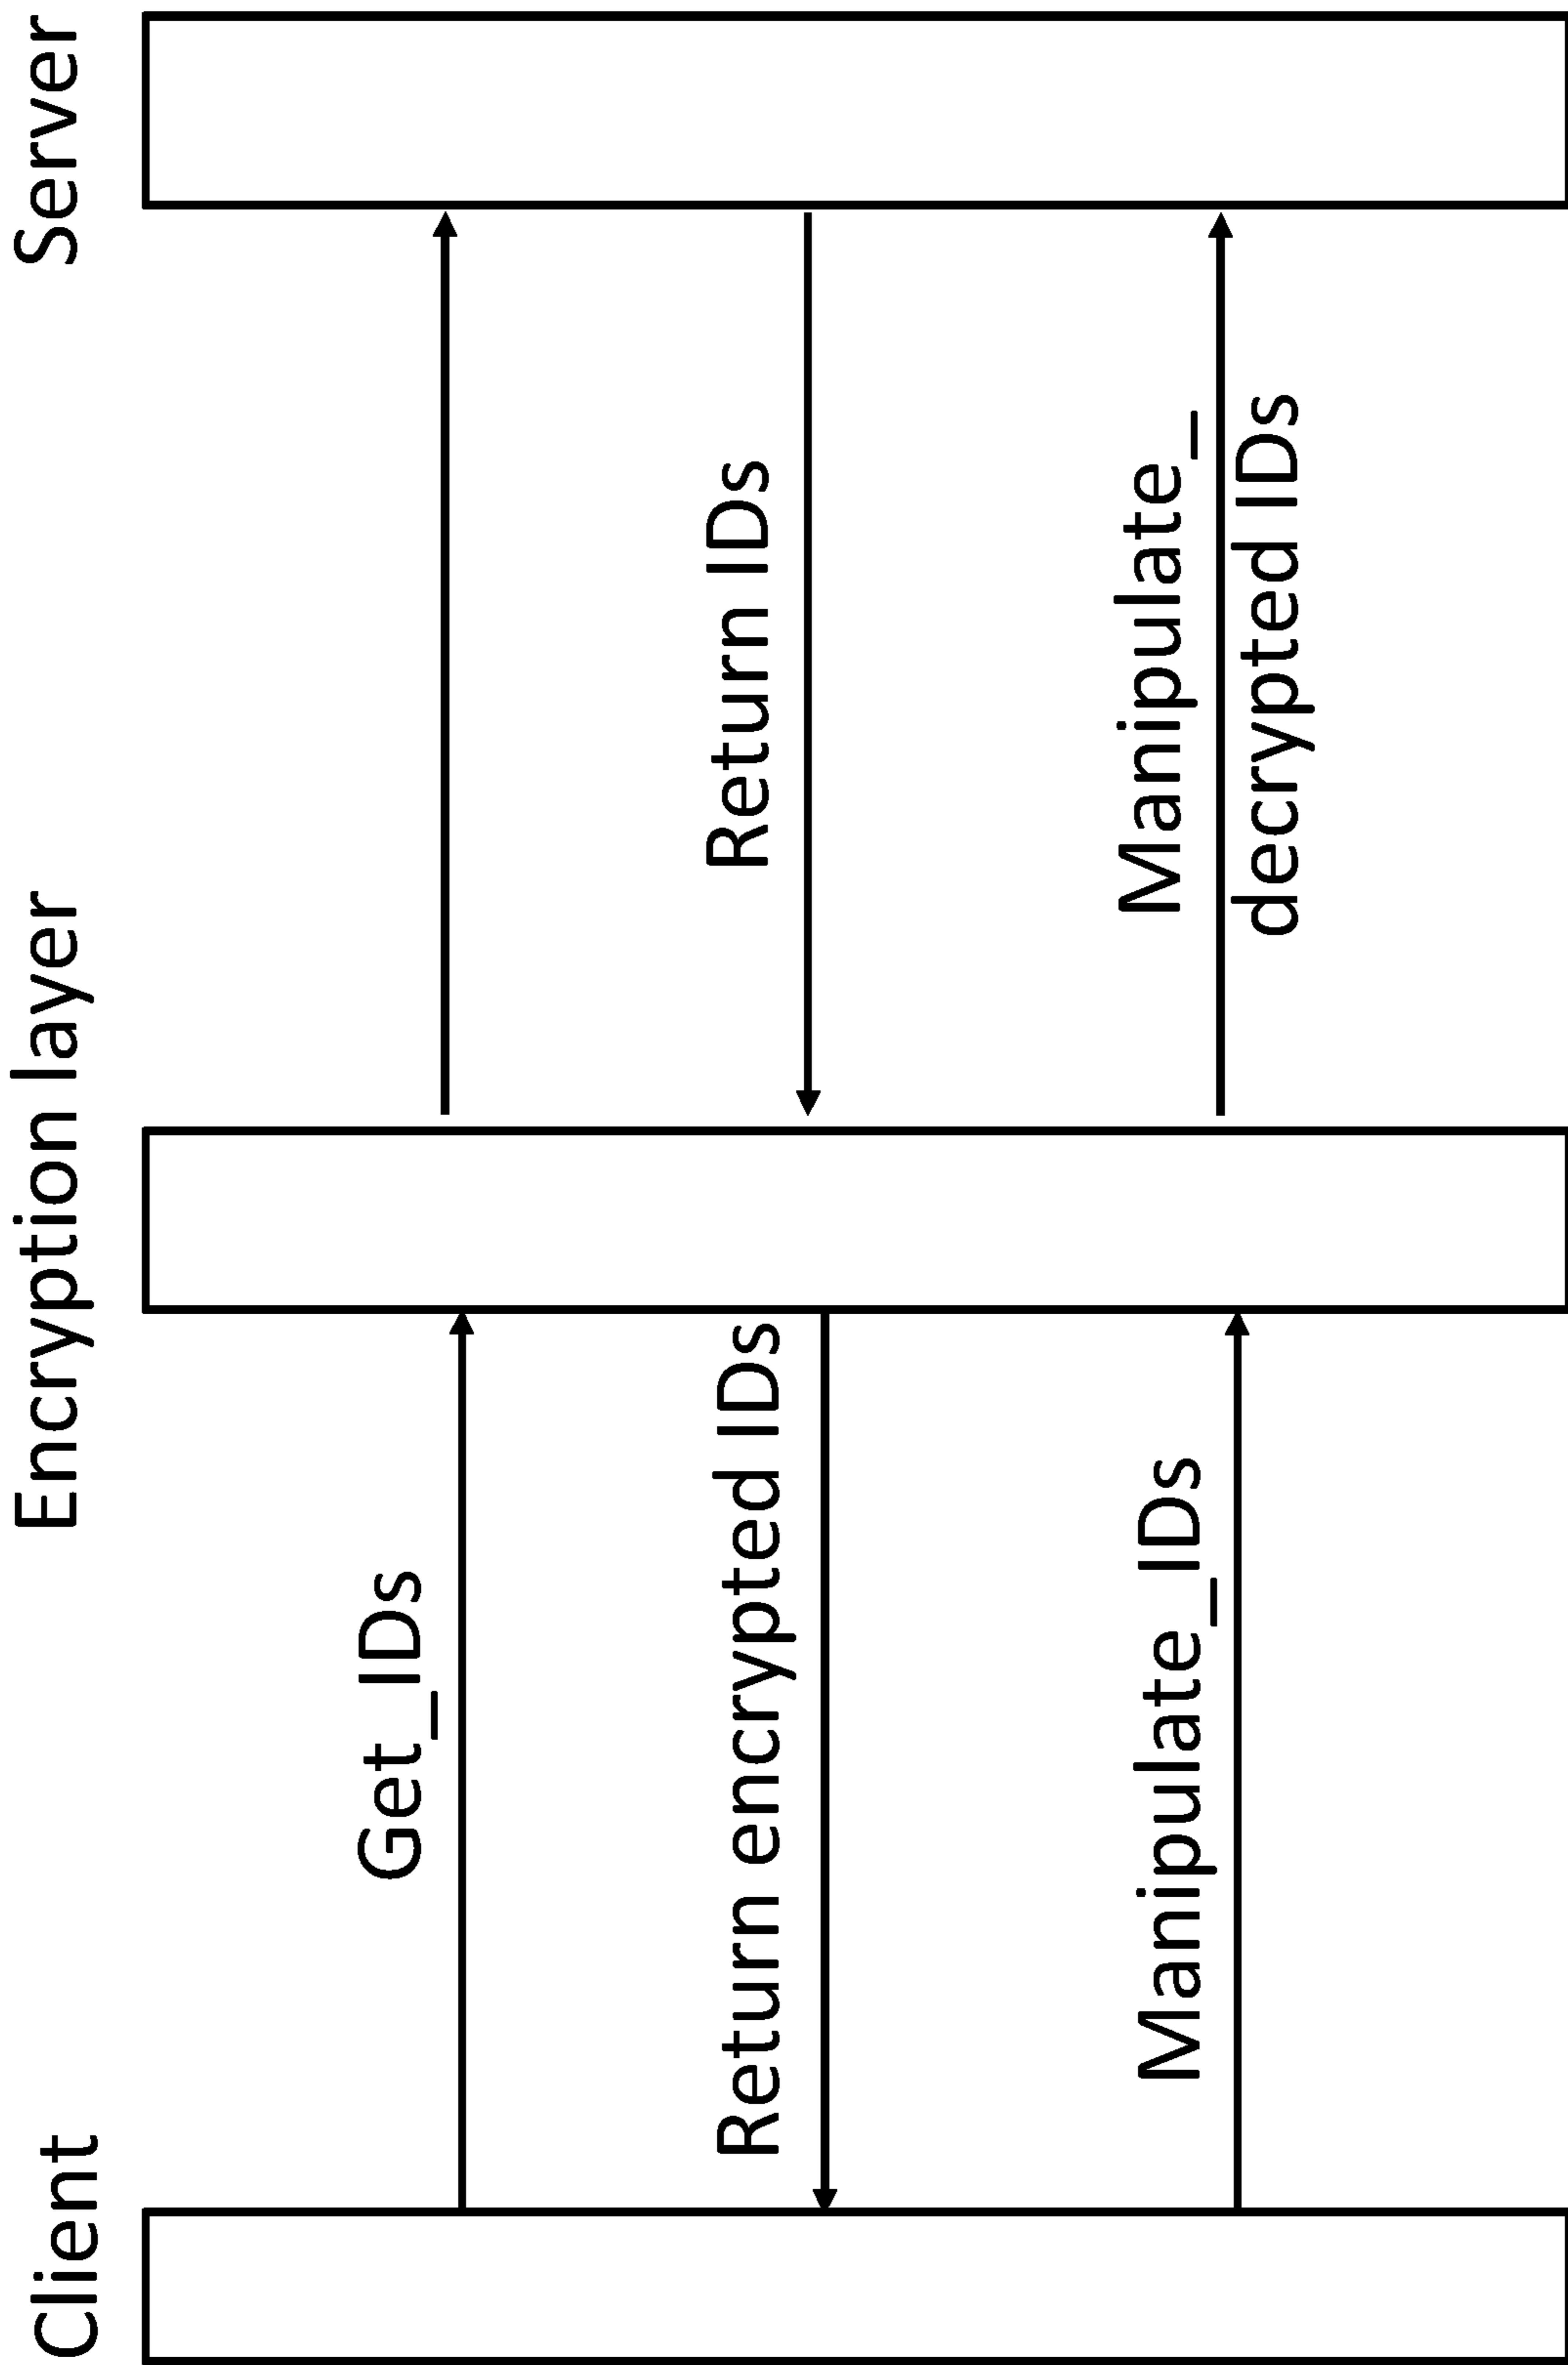 Client
Encryption layer
Server
Get_IDs
Return encrypted IDs
Return IDs
Manipulate_IDs
Manipulate_
decrypted IDs